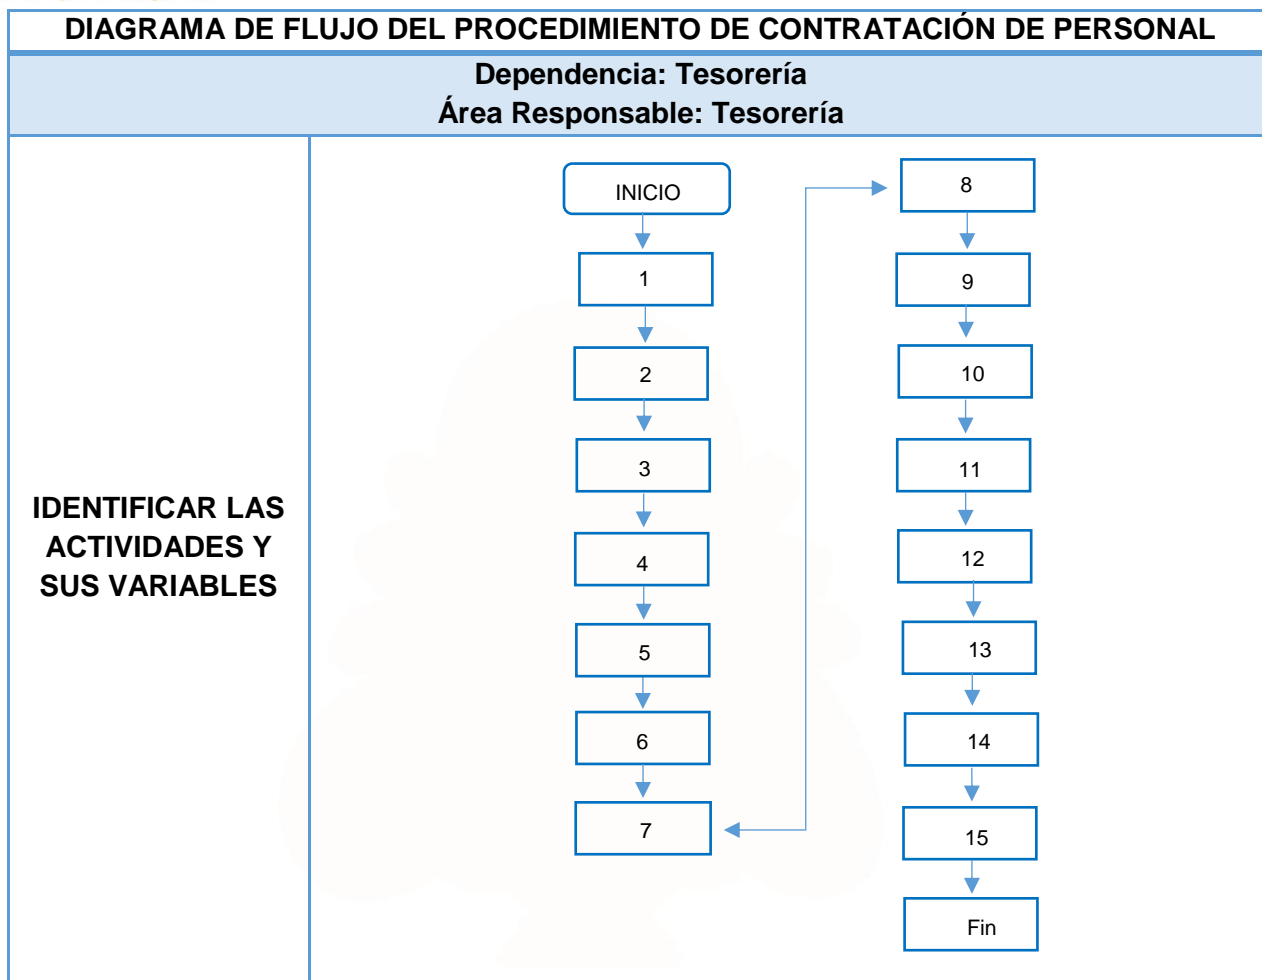 DIAGRAMA DE FLUJO DEL PROCEDIMIENTO DE CONTRATACIÓN DE PERSONAL
Dependencia: Tesorería
Área Responsable: Tesorería
IDENTIFICAR LAS
ACTIVIDADES Y
SUS VARIABLES
INICIO
1
2
3
4
5
6
7
8
9
10
11
12
13
14
15
Fin